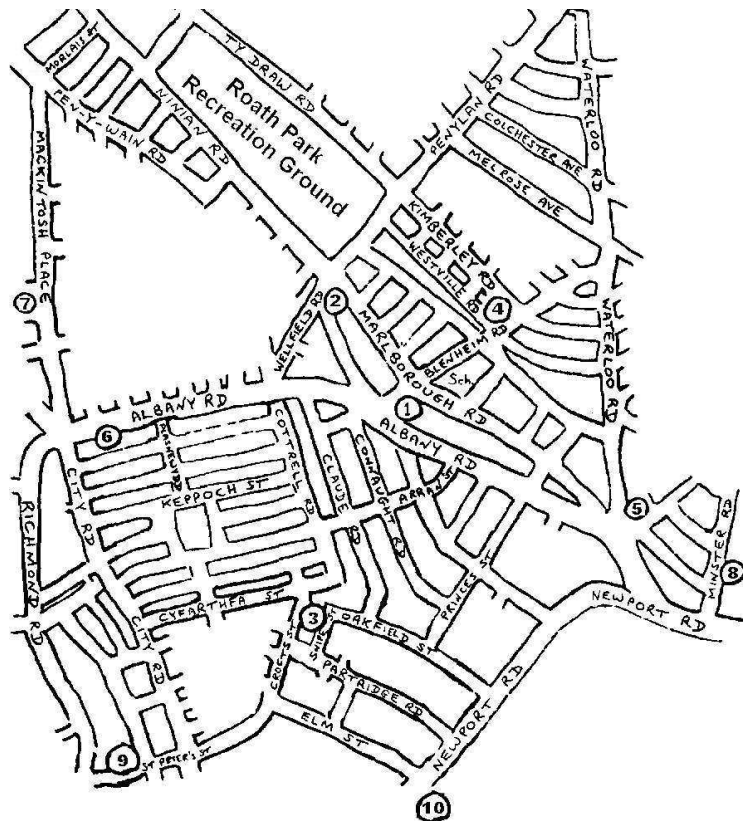 MORLAIS ST
PEN-Y-WAIN RD
NINIAN RD
TY DRAW RD
Roath Park
Recreation Ground
PENYLAN RD
WATERLOO RD
COLCHESTER AVE
MELROSE AVE
MACKINTOSH PLACE
KIMBERLEY RD
WESTVILLE RD
7
2
4
WELLFIELD RD
MARLBOROUGH RD
BLENHEIM RD
WATERLOO RD
Sch.
ALBANY RD
1
6
ALBANY RD
COTTRELL RD
CLAUDE RD
CONNAUGHT RD
ARRAN ST
KEPPOCH ST
CITY RD
RICHMOND RD
5
8
MINSTER RD
PRINCES ST
NEWPORT RD
CYFARTHFA ST
3
OAKFIELD ST
CITY RD
CROFTS ST
PARTRIDGE RD
NEWPORT RD
ELM ST
9
ST PETER'S ST
10